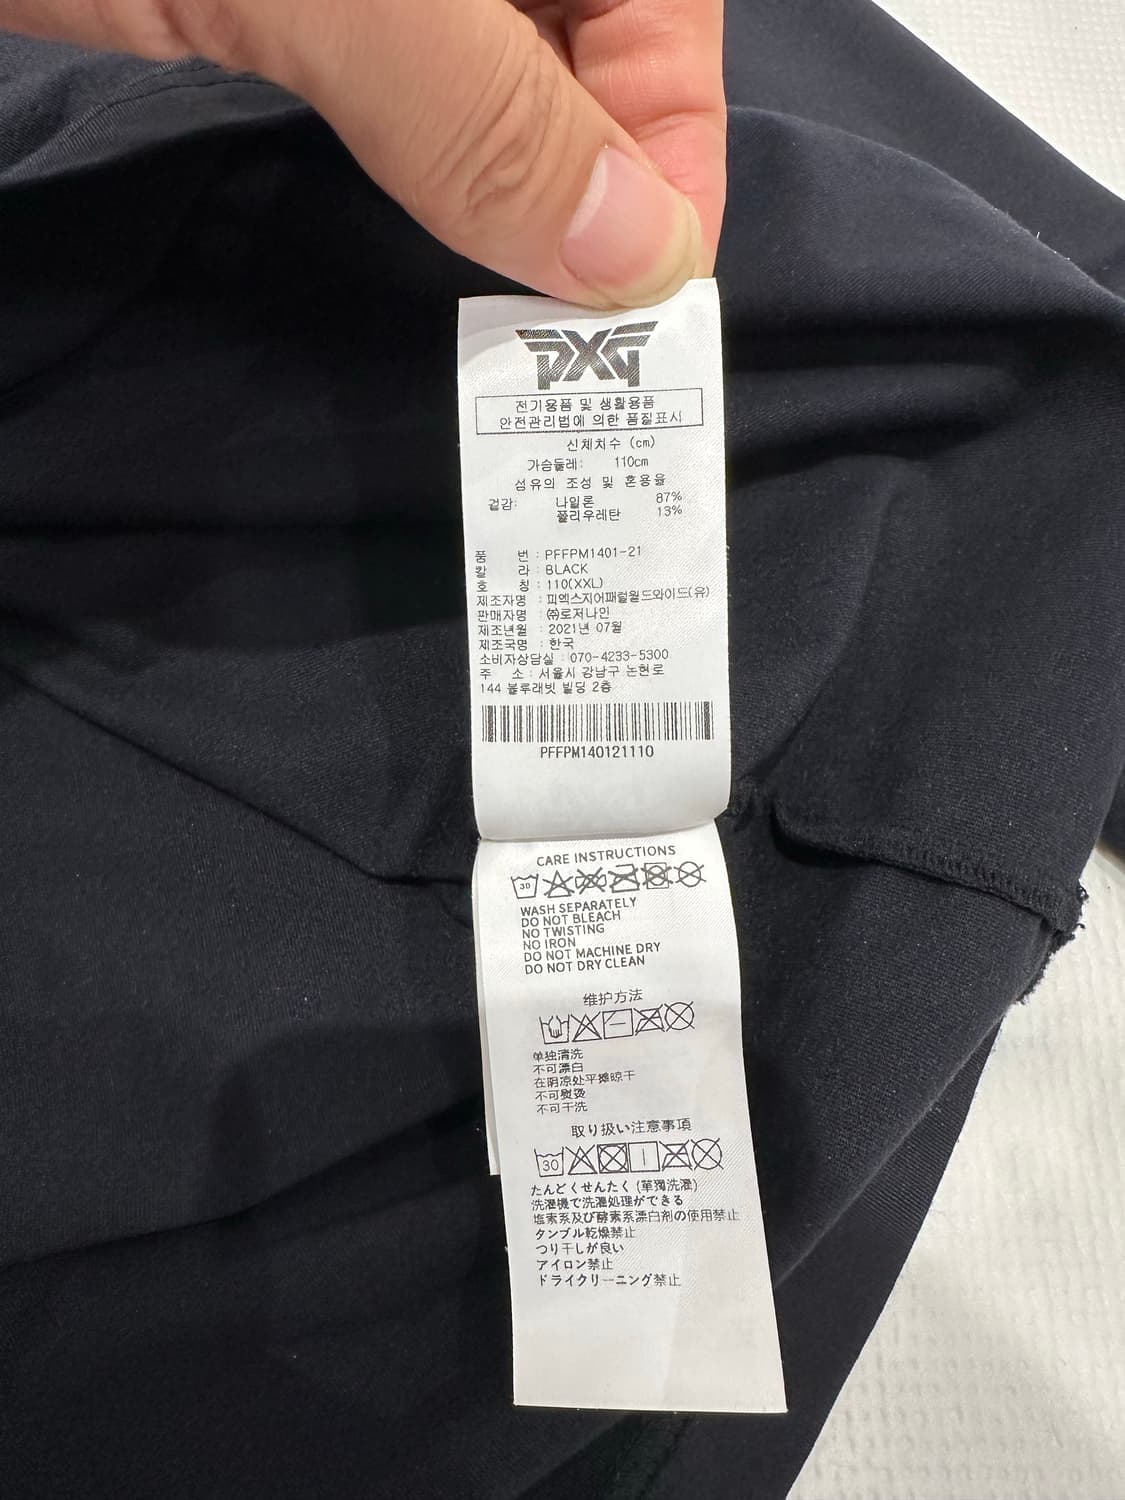 PXG
전기용품 및 생활용품
안전관리법에 의한 품질표시
신체치수 (cm)
가슴둘레: 110cm
섬유의 조성 및 혼용율
겉감: 나일론 87%
폴리우레탄 13%
품 번 : PFFPM1401-21
칼 라 : BLACK
호 칭 : 110(XXL)
제조자명 : 피엑스지어패럴월드와이드(유)
판매자명 : ㈜로저나인
제조년월 : 2021년 07월
제조국명 : 한국
소비자상담실 : 070-4233-5300
주 소 : 서울시 강남구 논현로
144 블루래빗 빌딩 2층
PFFPM140121110
CARE INSTRUCTIONS
30
WASH SEPARATELY
DO NOT BLEACH
NO TWISTING
NO IRON
DO NOT MACHINE DRY
DO NOT DRY CLEAN
维护方法
单独清洗
不可漂白
在阴凉处平摊晾干
不可熨烫
不可干洗
取り扱い注意事項
30
たんどくせんたく (單獨洗濯)
洗濯機で洗濯処理ができる
塩素系及び酵素系漂白剤の使用禁止
タンブル乾燥禁止
つり干しが良い
アイロン禁止
ドライクリーニング禁止